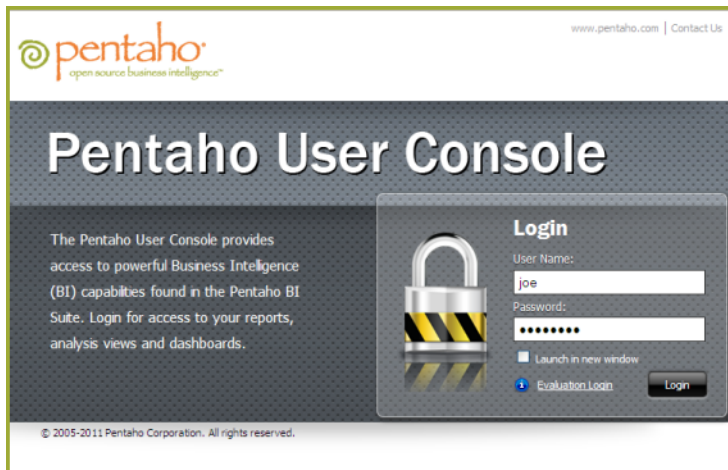 www.pentaho.com | Contact Us
pentaho
open source business intelligence™
Pentaho User Console
The Pentaho User Console provides
access to powerful Business Intelligence
(BI) capabilities found in the Pentaho BI
Suite. Login for access to your reports,
analysis views and dashboards.
Login
User Name:
joe
Password:
••••••••
Launch in new window
Evaluation Login
Login
© 2005-2011 Pentaho Corporation. All rights reserved.